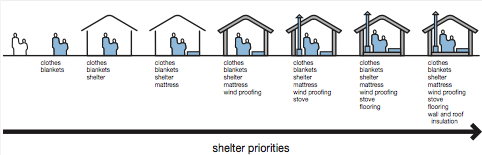 clothes
blankets
clothes
blankets
shelter
clothes
blankets
shelter
mattress
clothes
blankets
shelter
mattress
wind proofing
clothes
blankets
shelter
mattress
wind proofing
stove
clothes
blankets
shelter
mattress
wind proofing
stove
flooring
clothes
blankets
shelter
mattress
wind proofing
stove
flooring
wall and roof
insulation
shelter priorities